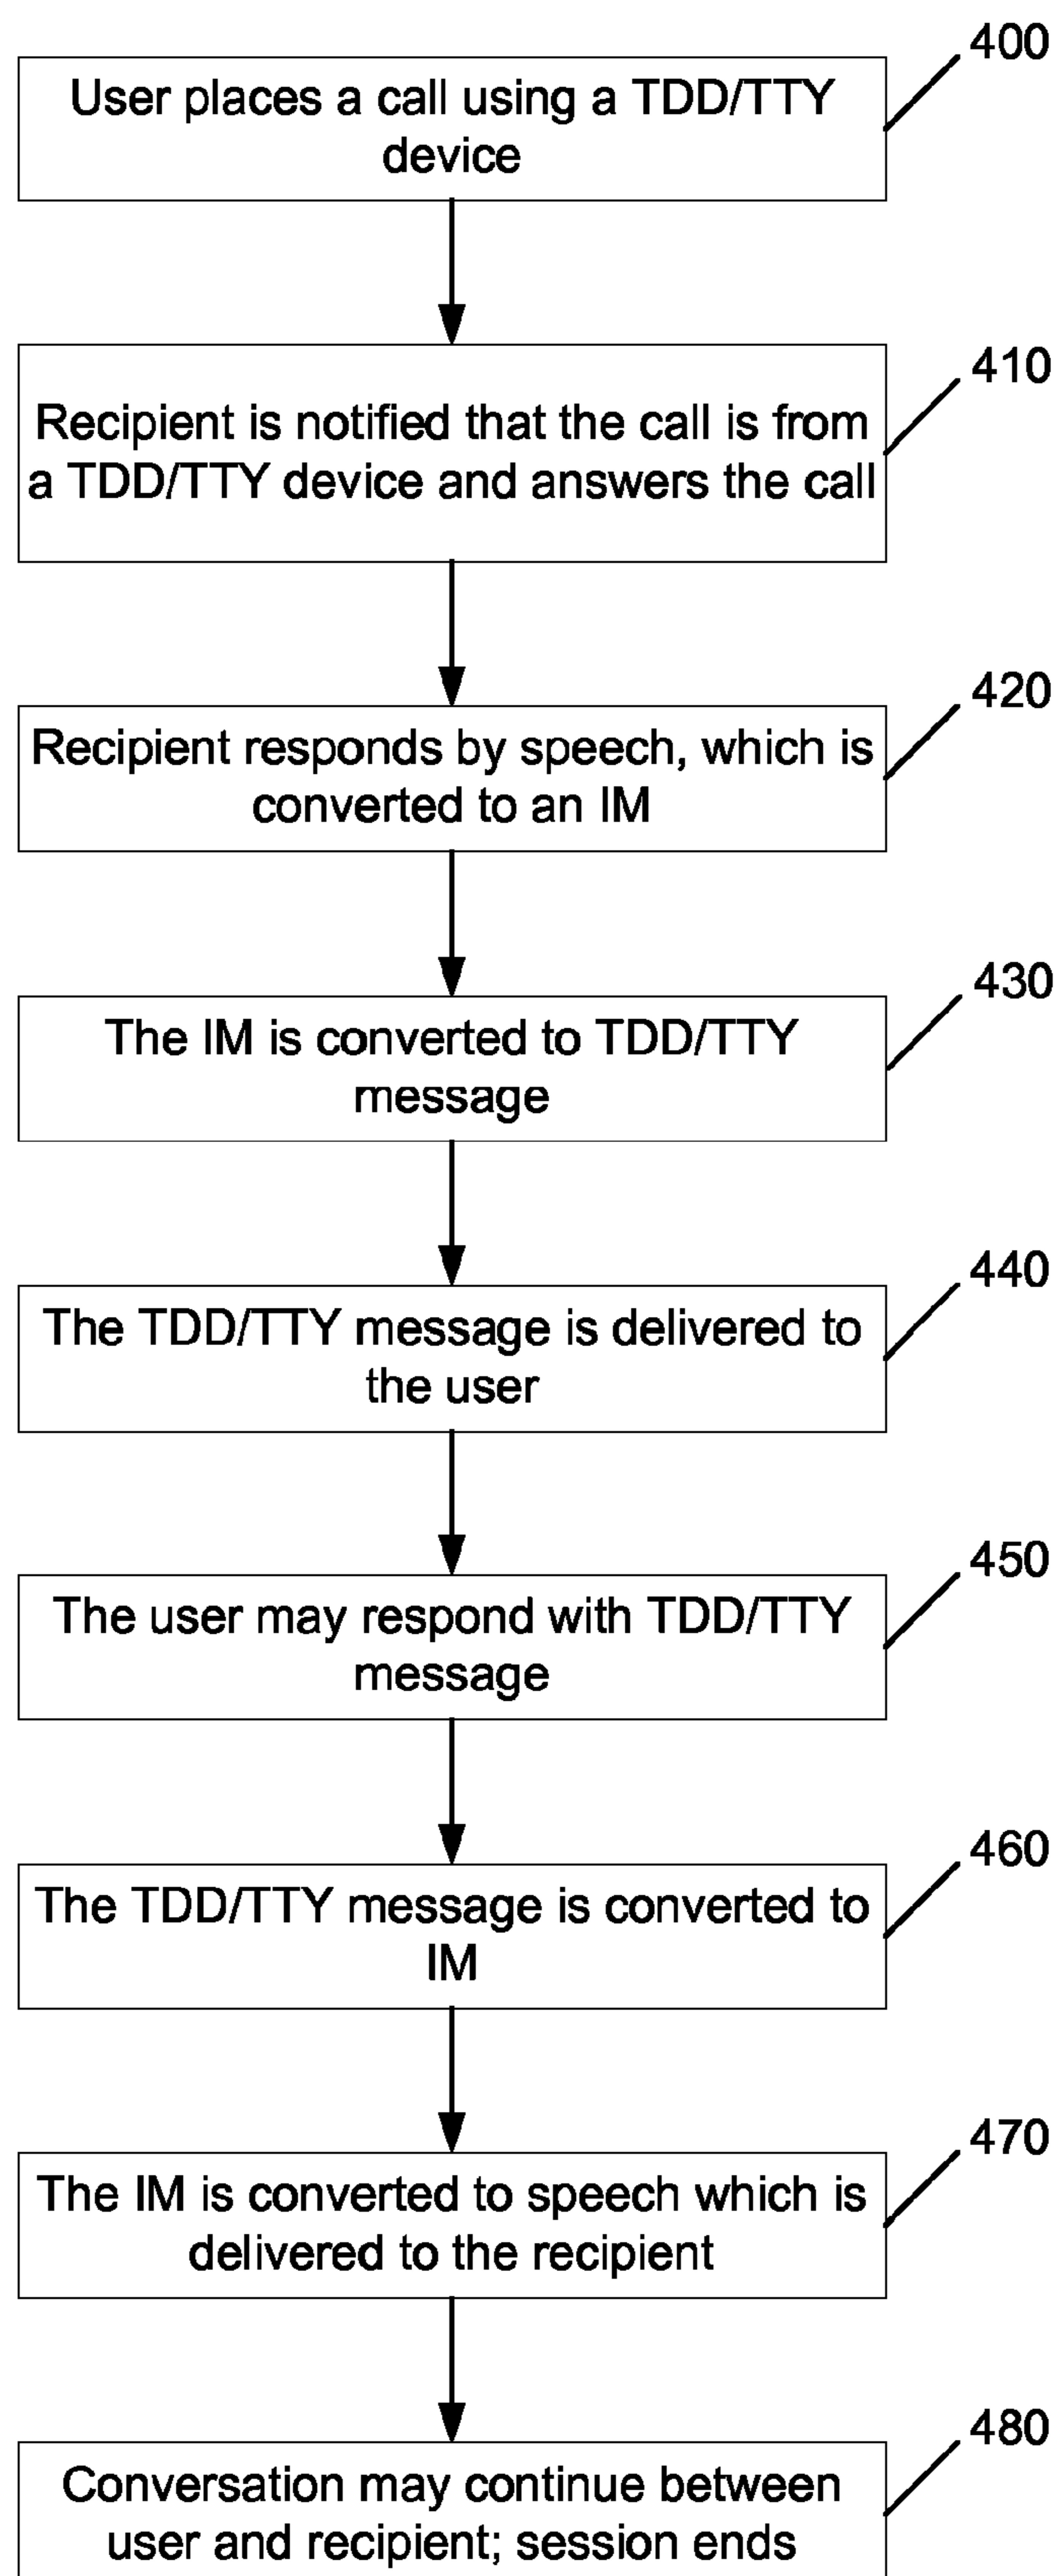 400
User places a call using a TDD/TTY
device
410
Recipient is notified that the call is from
a TDD/TTY device and answers the call
420
Recipient responds by speech, which is
converted to an IM
430
The IM is converted to TDD/TTY
message
440
The TDD/TTY message is delivered to
the user
450
The user may respond with TDD/TTY
message
460
The TDD/TTY message is converted to
IM
470
The IM is converted to speech which is
delivered to the recipient
480
Conversation may continue between
user and recipient; session ends